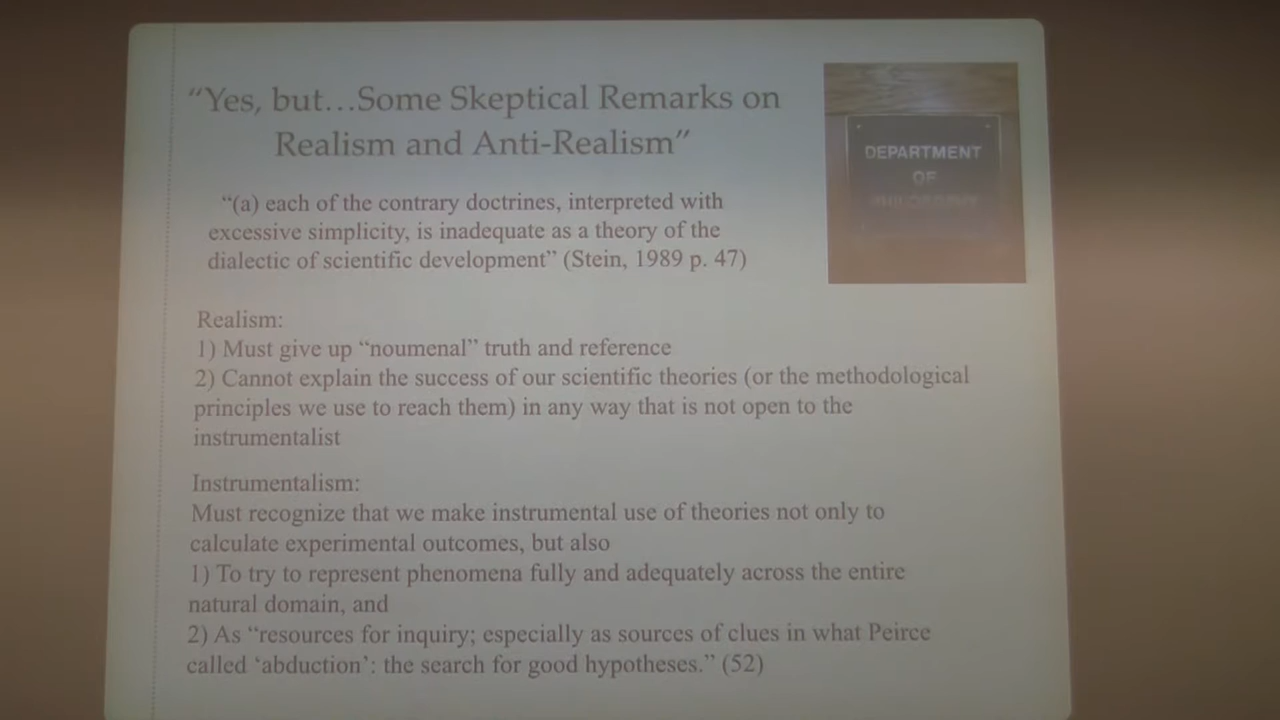 “Yes, but…Some Skeptical Remarks on
Realism and Anti-Realism”
DEPARTMENT
OF
“(a) each of the contrary doctrines, interpreted with
excessive simplicity, is inadequate as a theory of the
dialectic of scientific development” (Stein, 1989 p. 47)
Realism:
1) Must give up “noumenal” truth and reference
2) Cannot explain the success of our scientific theories (or the methodological
principles we use to reach them) in any way that is not open to the
instrumentalist
Instrumentalism:
Must recognize that we make instrumental use of theories not only to
calculate experimental outcomes, but also
1) To try to represent phenomena fully and adequately across the entire
natural domain, and
2) As “resources for inquiry; especially as sources of clues in what Peirce
called ‘abduction’: the search for good hypotheses.” (52)